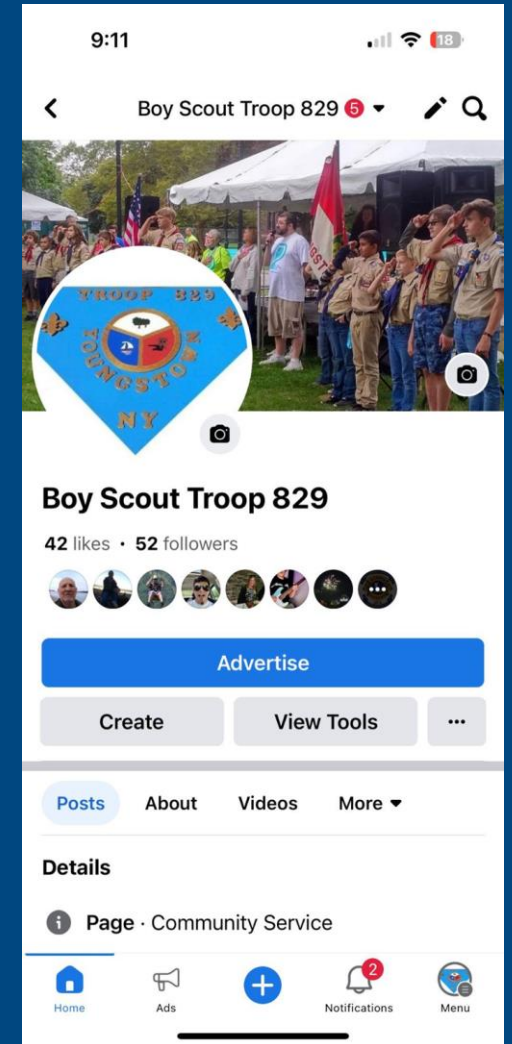 9:11
18
Boy Scout Troop 829 5
TROOP 829
YOUNGSTOWN
NY
Boy Scout Troop 829
42 likes · 52 followers
Advertise
Create View Tools
Posts About Videos More
Details
Page · Community Service
2
Home Ads Notifications Menu